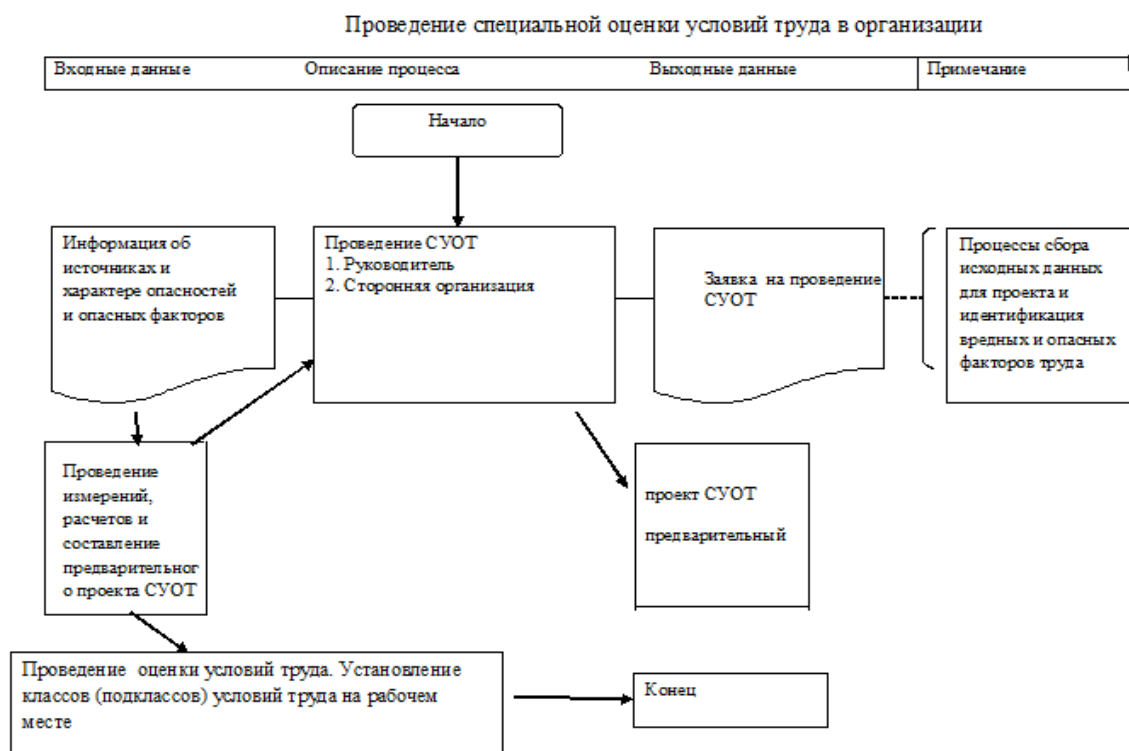 Проведение специальной оценки условий труда в организации
Входные данные
Описание процесса
Выходные данные
Примечание
Начало
Информация об
источниках и
характере опасностей
и опасных факторов
Проведение СУОТ
1. Руководитель
2. Сторонняя организация
Заявка на проведение
СУОТ
Процессы сбора
исходных данных
для проекта и
идентификация
вредных и опасных
факторов труда
Проведение
измерений,
расчетов и
составление
предварительног
о проекта СУОТ
проект СУОТ
предварительный
Проведение оценки условий труда. Установление
классов (подклассов) условий труда на рабочем
месте
Конец